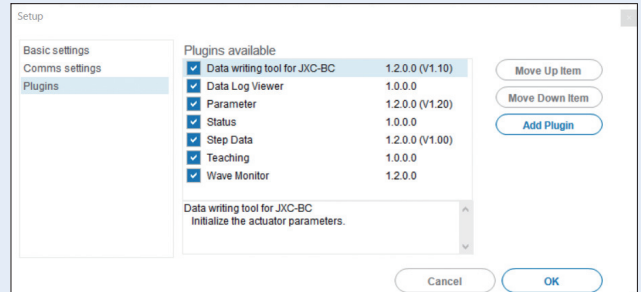 Setup
Basic settings
Comms settings
Plugins
Plugins available
Data writing tool for JXC-BC 1.2.0.0 (V1.10)
Data Log Viewer 1.0.0.0
Parameter 1.2.0.0 (V1.20)
Status 1.0.0.0
Step Data 1.2.0.0 (V1.00)
Teaching 1.0.0.0
Wave Monitor 1.2.0.0
Data writing tool for JXC-BC
Initialize the actuator parameters.
Move Up Item
Move Down Item
Add Plugin
Cancel OK